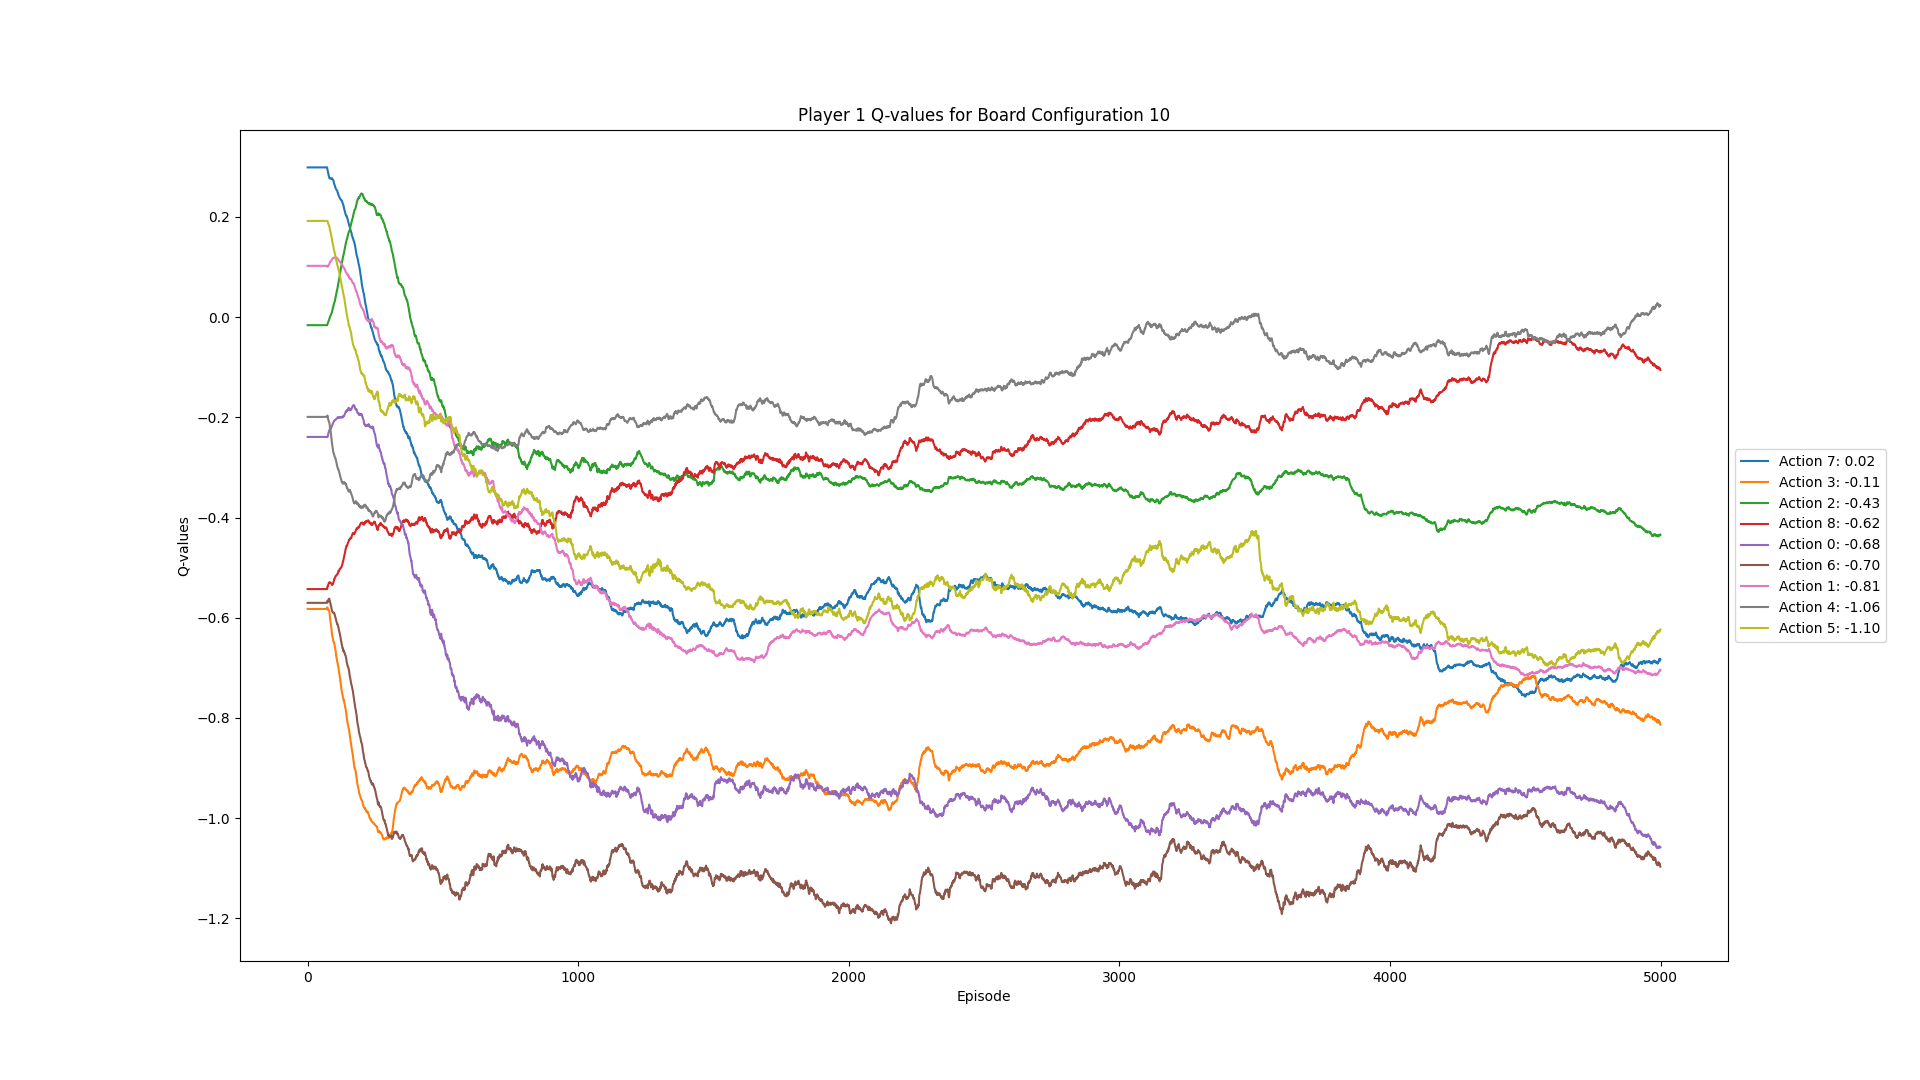 Player 1 Q-values for Board Configuration 10
Q-values
0.2
0.0
−0.2
−0.4
−0.6
−0.8
−1.0
−1.2
0
1000
2000
3000
4000
5000
Episode
Action 7: 0.02
Action 3: -0.11
Action 2: -0.43
Action 8: -0.62
Action 0: -0.68
Action 6: -0.70
Action 1: -0.81
Action 4: -1.06
Action 5: -1.10